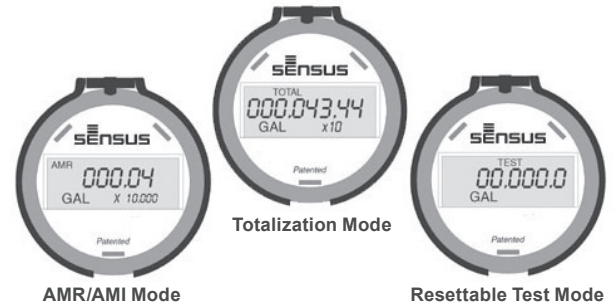 SENSUS
TOTAL
000.043.44
GAL x10
Patented
Totalization Mode
SENSUS
AMR
000.04
GAL X 10.000
Patented
AMR/AMI Mode
SENSUS
TEST
00.000.0
GAL
Patented
Resettable Test Mode